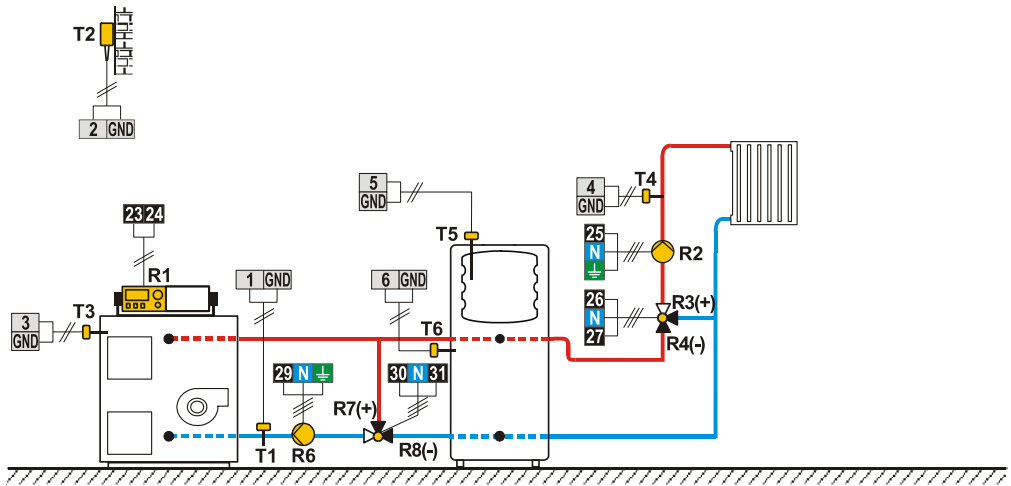 T2
2 GND
5
GND
4
GND
T4
23 24
25
N
R2
T5
R1
1 GND
6 GND
26
N
27
R3(+)
R4(-)
3
GND
T3
T6
29 N
30 N 31
R7(+)
R8(-)
T1
R6